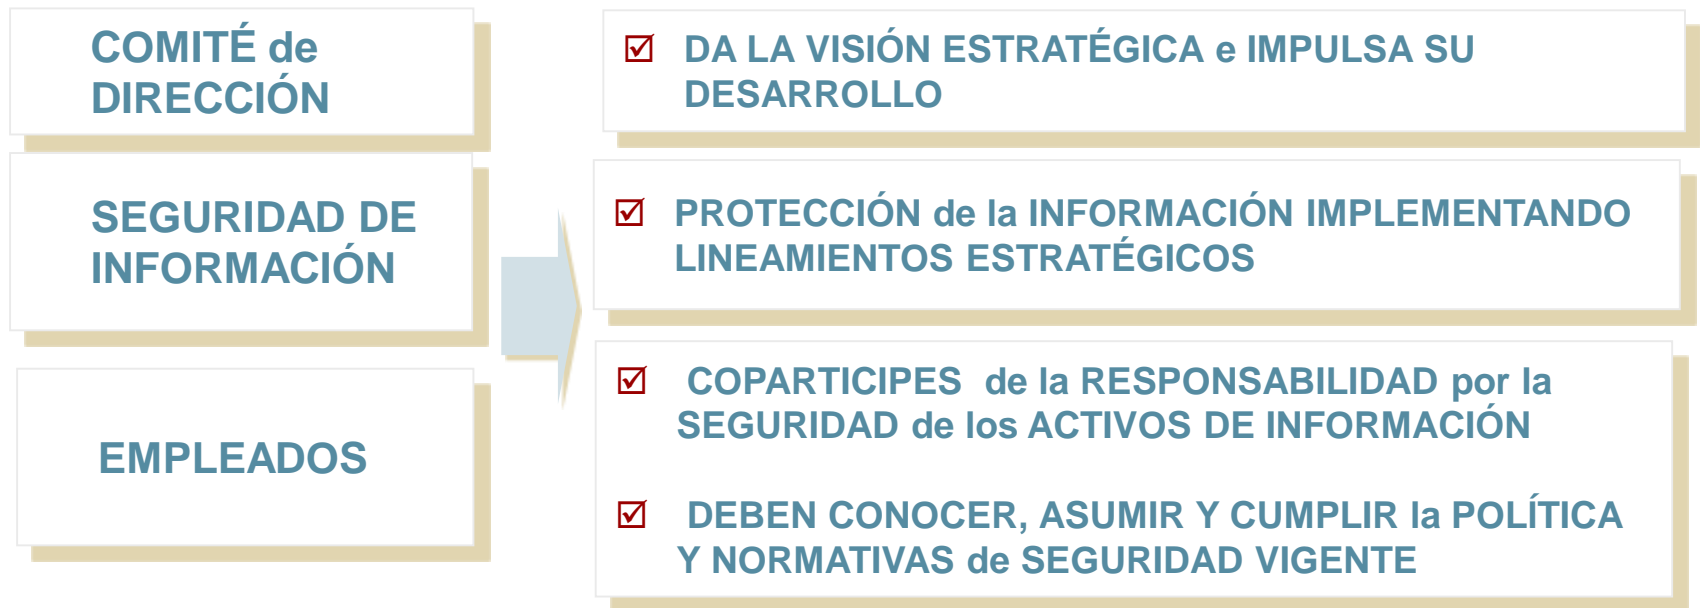 COMITÉ de
DIRECCIÓN
DA LA VISIÓN ESTRATÉGICA e IMPULSA SU
DESARROLLO
SEGURIDAD DE
INFORMACIÓN
PROTECCIÓN de la INFORMACIÓN IMPLEMENTANDO
LINEAMIENTOS ESTRATÉGICOS
EMPLEADOS
COPARTICIPES de la RESPONSABILIDAD por la
SEGURIDAD de los ACTIVOS DE INFORMACIÓN
DEBEN CONOCER, ASUMIR Y CUMPLIR la POLÍTICA
Y NORMATIVAS de SEGURIDAD VIGENTE